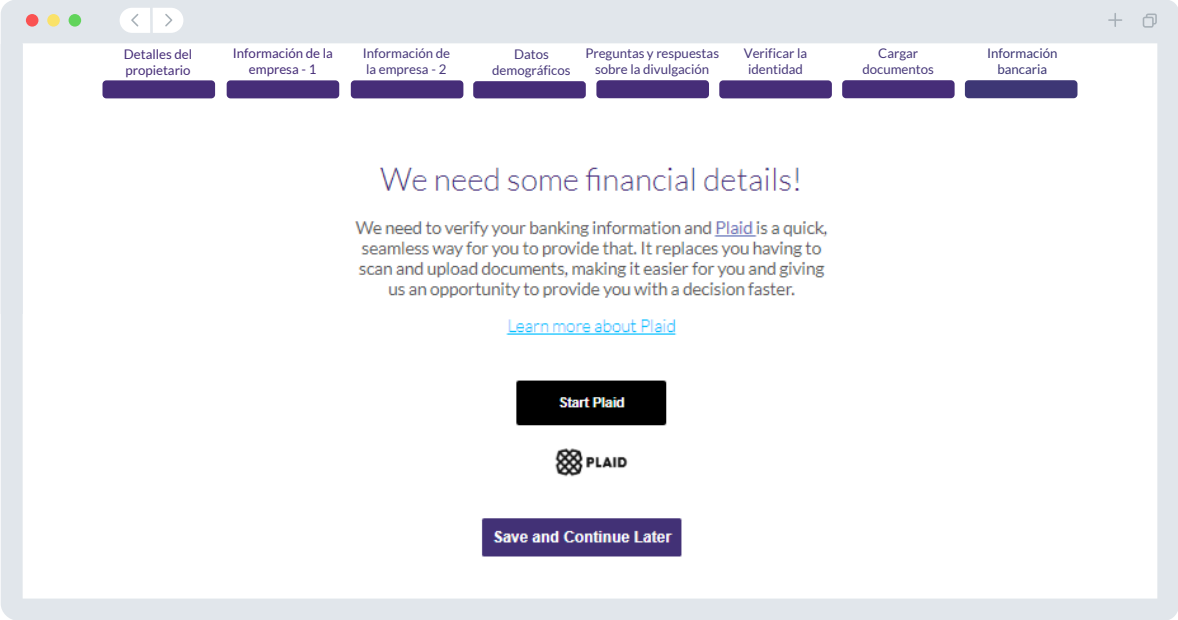 Detalles del
propietario
Información de la
empresa - 1
Información de
la empresa - 2
Datos
demográficos
Preguntas y respuestas
sobre la divulgación
Verificar la
identidad
Cargar
documentos
Información
bancaria
We need some financial details!
We need to verify your banking information and Plaid is a quick,
seamless way for you to provide that. It replaces you having to
scan and upload documents, making it easier for you and giving
us an opportunity to provide you with a decision faster.
Learn more about Plaid
Start Plaid
PLAID
Save and Continue Later